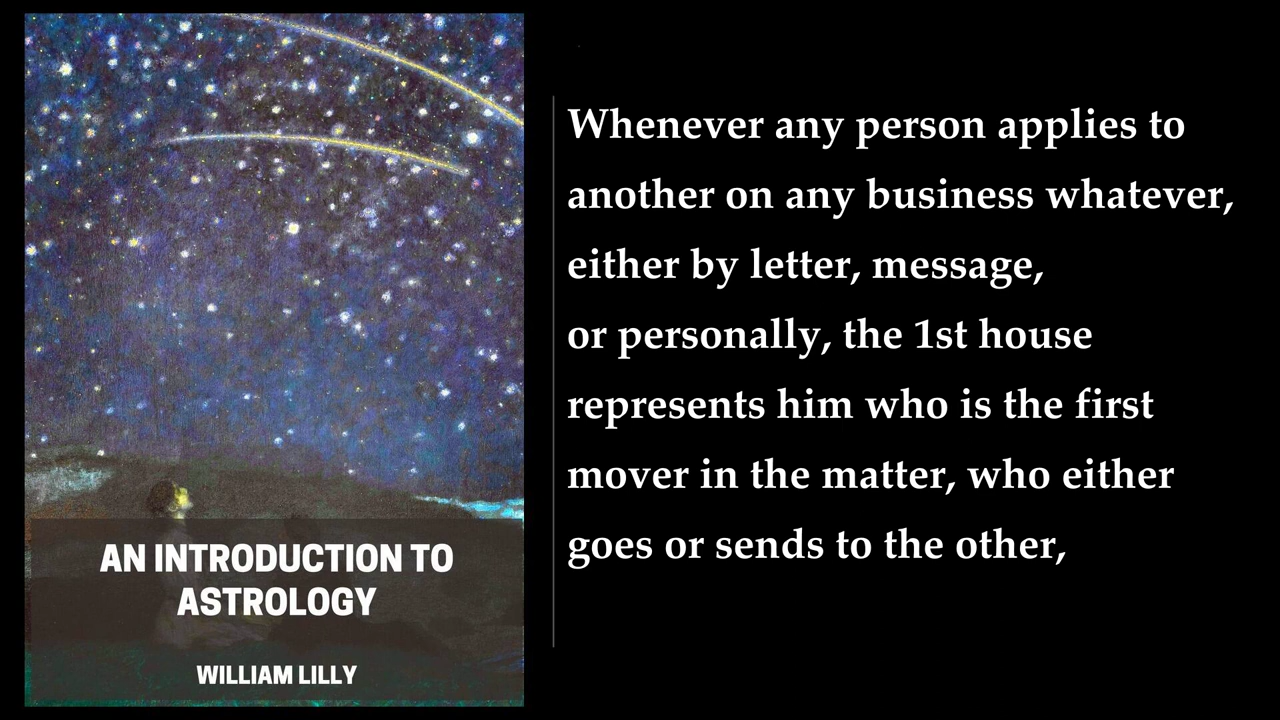 AN INTRODUCTION TO
ASTROLOGY
WILLIAM LILLY
Whenever any person applies to
another on any business whatever,
either by letter, message,
or personally, the 1st house
represents him who is the first
mover in the matter, who either
goes or sends to the other,